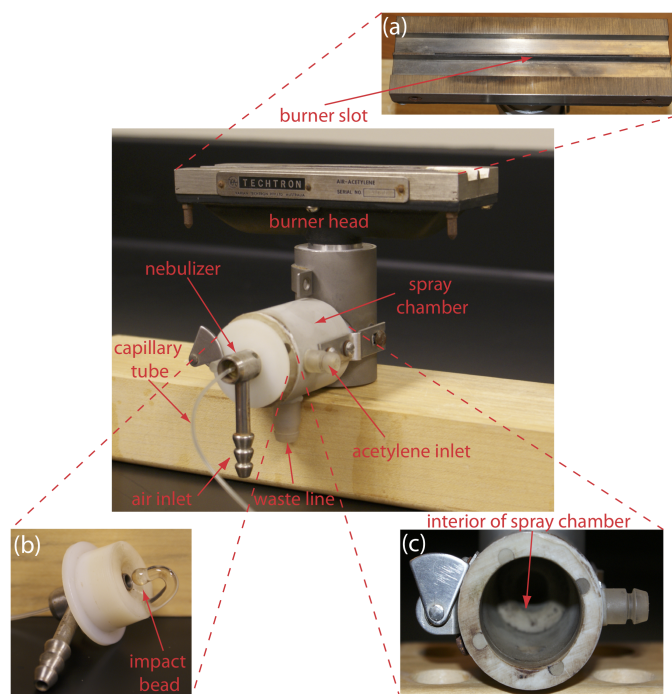 (a)
burner slot
TECHTRON
AIR-ACETYLENE
SERIAL NO
burner head
nebulizer
spray
chamber
capillary
tube
acetylene inlet
air inlet
waste line
interior of spray chamber
(b)
(c)
impact
bead